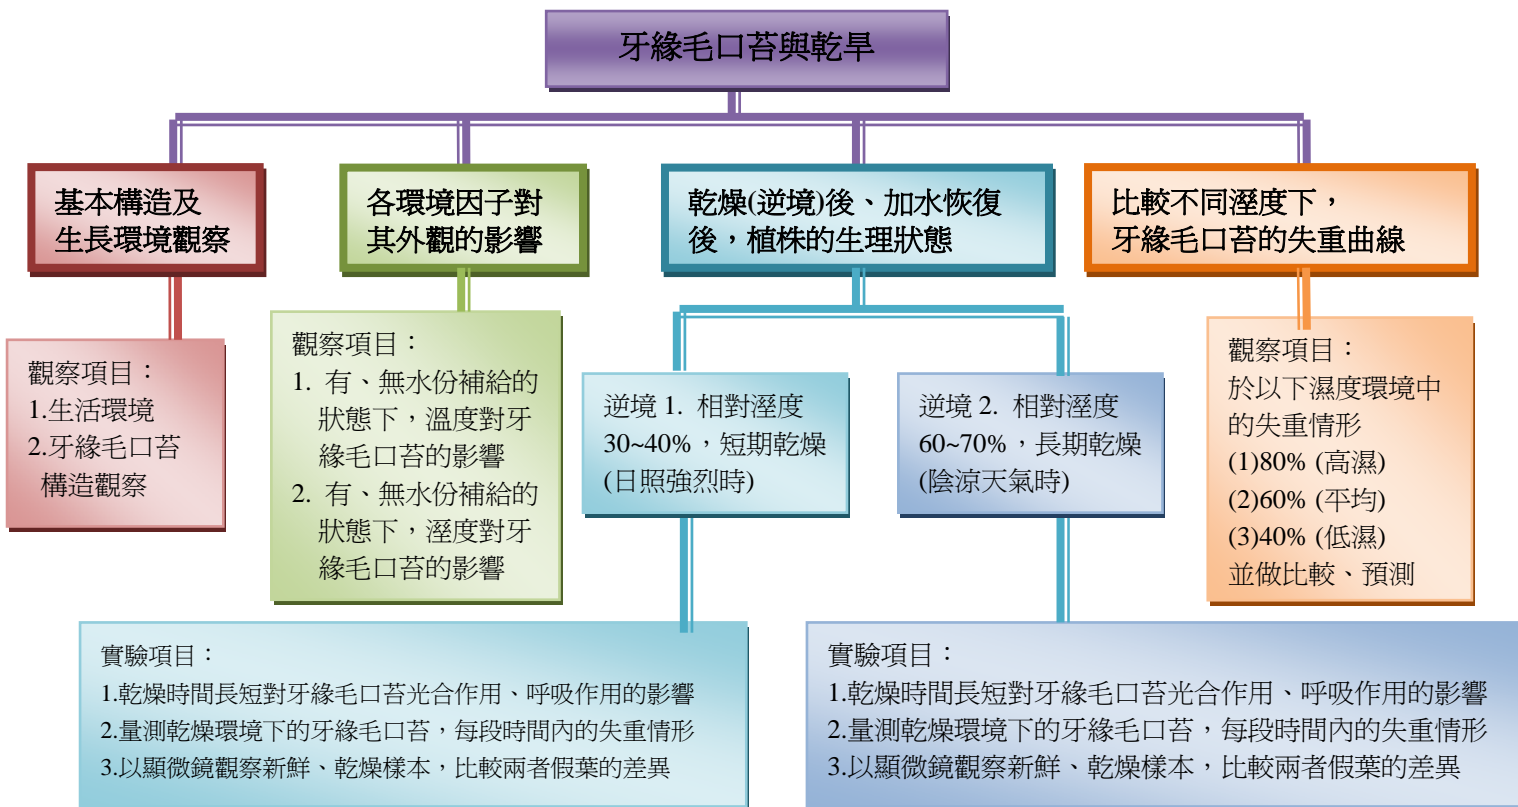 牙緣毛口苔與乾旱
基本構造及
生長環境觀察
觀察項目：
1.生活環境
2.牙緣毛口苔
構造觀察
各環境因子對
其外觀的影響
觀察項目：
1. 有、無水份補給的
狀態下，溫度對牙
緣毛口苔的影響
2. 有、無水份補給的
狀態下，溼度對牙
緣毛口苔的影響
乾燥(逆境)後、加水恢復
後，植株的生理狀態
逆境 1. 相對溼度
30~40%，短期乾燥
(日照強烈時)
逆境 2. 相對溼度
60~70%，長期乾燥
(陰涼天氣時)
比較不同溼度下，
牙緣毛口苔的失重曲線
觀察項目：
於以下濕度環境中
的失重情形
(1)80% (高濕)
(2)60% (平均)
(3)40% (低濕)
並做比較、預測
實驗項目：
1.乾燥時間長短對牙緣毛口苔光合作用、呼吸作用的影響
2.量測乾燥環境下的牙緣毛口苔，每段時間內的失重情形
3.以顯微鏡觀察新鮮、乾燥樣本，比較兩者假葉的差異
實驗項目：
1.乾燥時間長短對牙緣毛口苔光合作用、呼吸作用的影響
2.量測乾燥環境下的牙緣毛口苔，每段時間內的失重情形
3.以顯微鏡觀察新鮮、乾燥樣本，比較兩者假葉的差異